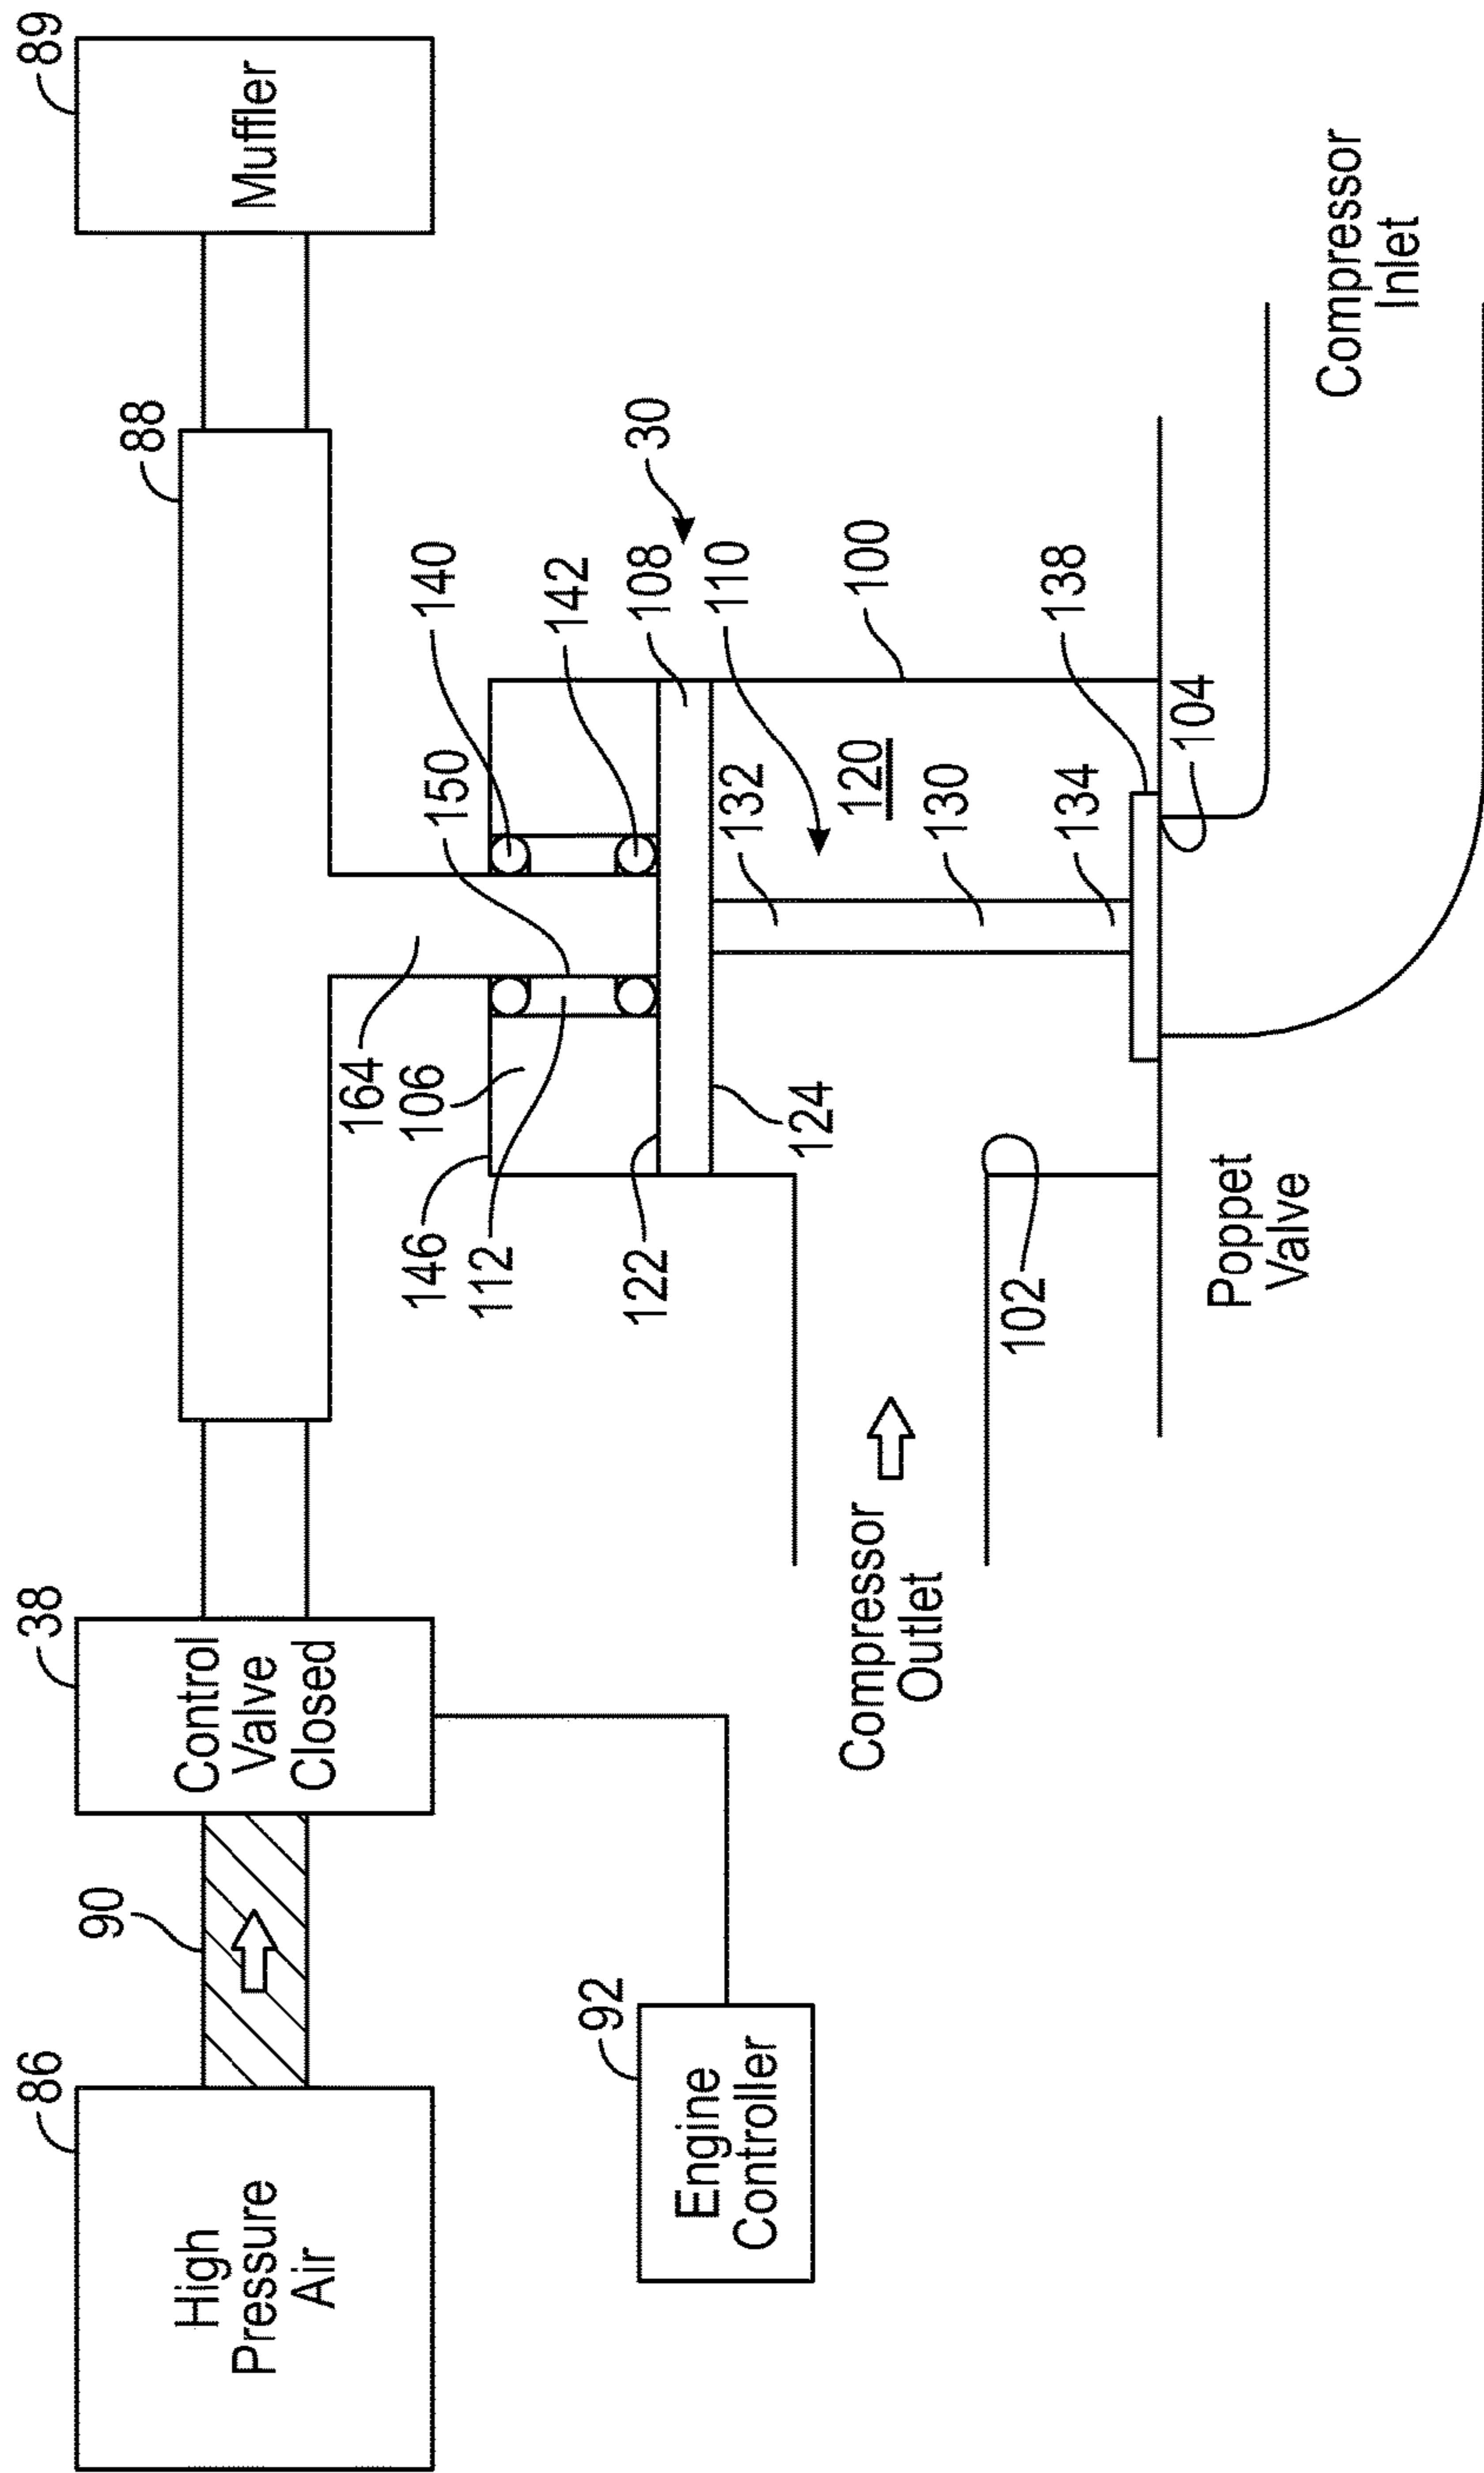 86
High
Pressure
Air
90
38
Control
Valve
Closed
88
89
Muffler
92
Engine
Controller
164
106
146
112
122
150
140
142
108
30
110
100
132
120
130
134
138
104
124
102
Compressor
Outlet
Poppet
Valve
Compressor
Inlet